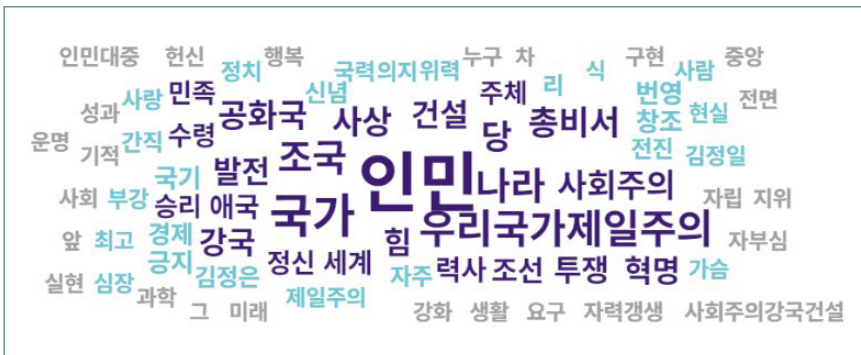 인민대중 헌신 행복 누구 차 구현 중앙
정치 국력의지위력 리 식 사람
성과 사랑 민족 신념 주체 번영 현실 전면
공화국 사상 건설 당 총비서 창조
운명 기적 간직 수령 전진 김정일
국기 발전 조국 인민 나라 사회주의
사회 부강 승리 애국 국가 자립 지위
앞 최고 경제 강국 힘 우리국가제일주의 자부심
긍지 김정은 정신 세계 자주 력사 조선 투쟁 혁명 가슴
실현 심장 과학 제일주의
그 미래 강화 생활 요구 자력갱생 사회주의강국건설